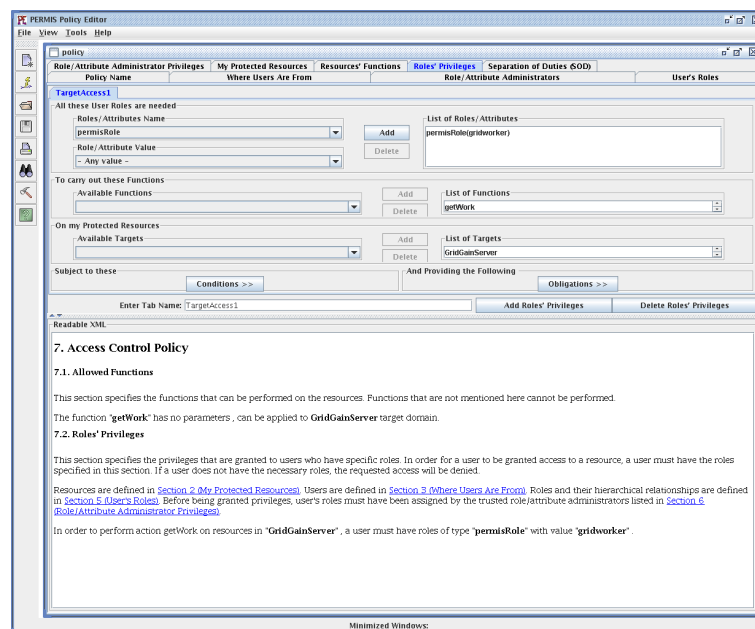 PERMIS Policy Editor
File View Tools Help
policy
Role/Attribute Administrator Privileges My Protected Resources Resources' Functions Roles' Privileges Separation of Duties (SOD)
Policy Name Where Users Are From Role/Attribute Administrators User's Roles
TargetAccess1
All these User Roles are needed
Roles/Attributes Name List of Roles/Attributes
permisRole Add permisRole(gridworker)
Role/Attribute Value Delete
- Any value -
To carry out these Functions
Available Functions Add List of Functions
Delete getWork
On my Protected Resources
Available Targets Add List of Targets
Delete GridGainServer
Subject to these And Providing the Following
Conditions >> Obligations >>
Enter Tab Name: TargetAccess1 Add Roles' Privileges Delete Roles' Privileges
Readable XML
7. Access Control Policy
7.1. Allowed Functions
This section specifies the functions that can be performed on the resources. Functions that are not mentioned here cannot be performed.
The function "getWork" has no parameters , can be applied to GridGainServer target domain.
7.2. Roles' Privileges
This section specifies the privileges that are granted to users who have specific roles. In order for a user to be granted access to a resource, a user must have the roles
specified in this section. If a user does not have the necessary roles, the requested access will be denied.
Resources are defined in Section 2 (My Protected Resources). Users are defined in Section 3 (Where Users Are From). Roles and their hierarchical relationships are defined
in Section 5 (User's Roles). Before being granted privileges, user's roles must have been assigned by the trusted role/attribute administrators listed in Section 6
(Role/Attribute Administrator Privileges).
In order to perform action getWork on resources in "GridGainServer" , a user must have roles of type "permisRole" with value "gridworker" .
Minimized Windows: